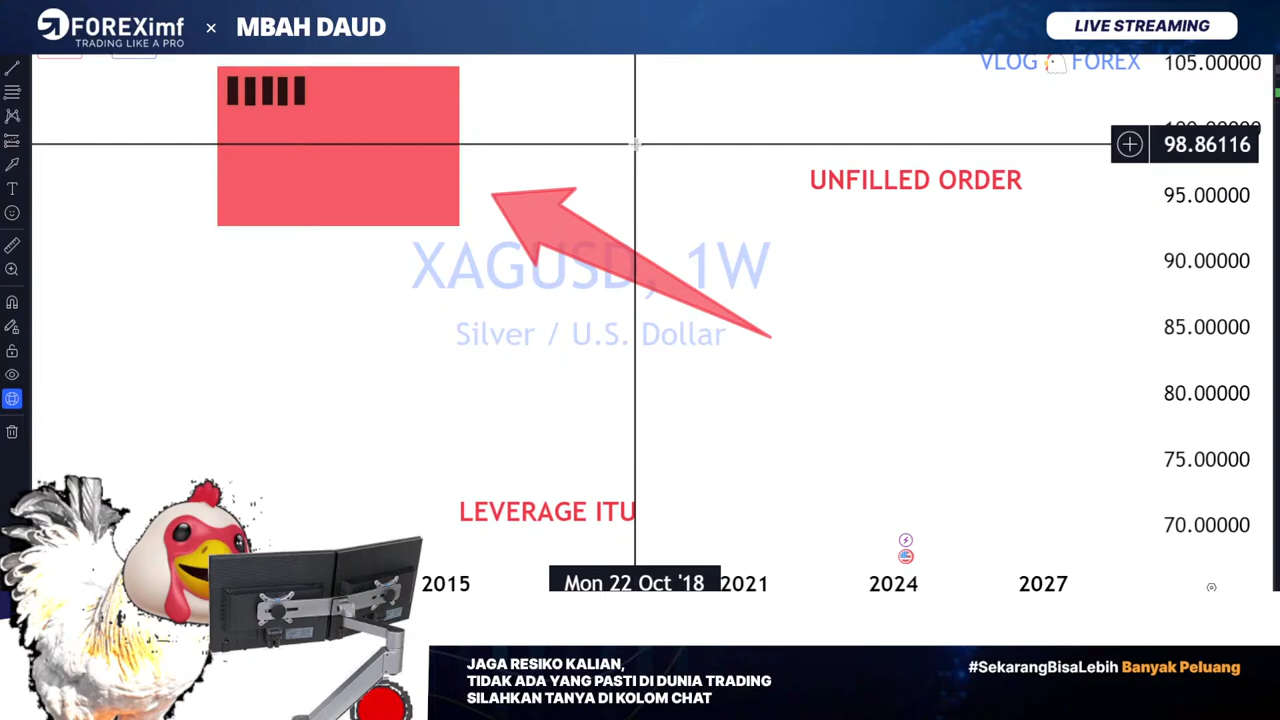 FOREXimf
TRADING LIKE A PRO
×
MBAH DAUD
LIVE STREAMING
VLOG FOREX
105.00000
98.86116
UNFILLED ORDER
95.00000
XAGUSD, 1W
90.00000
Silver / U.S. Dollar
85.00000
80.00000
75.00000
LEVERAGE ITU
70.00000
2015
Mon 22 Oct '18
2021
2024
2027
JAGA RESIKO KALIAN,
TIDAK ADA YANG PASTI DI DUNIA TRADING
SILAHKAN TANYA DI KOLOM CHAT
#SekarangBisaLebih Banyak Peluang